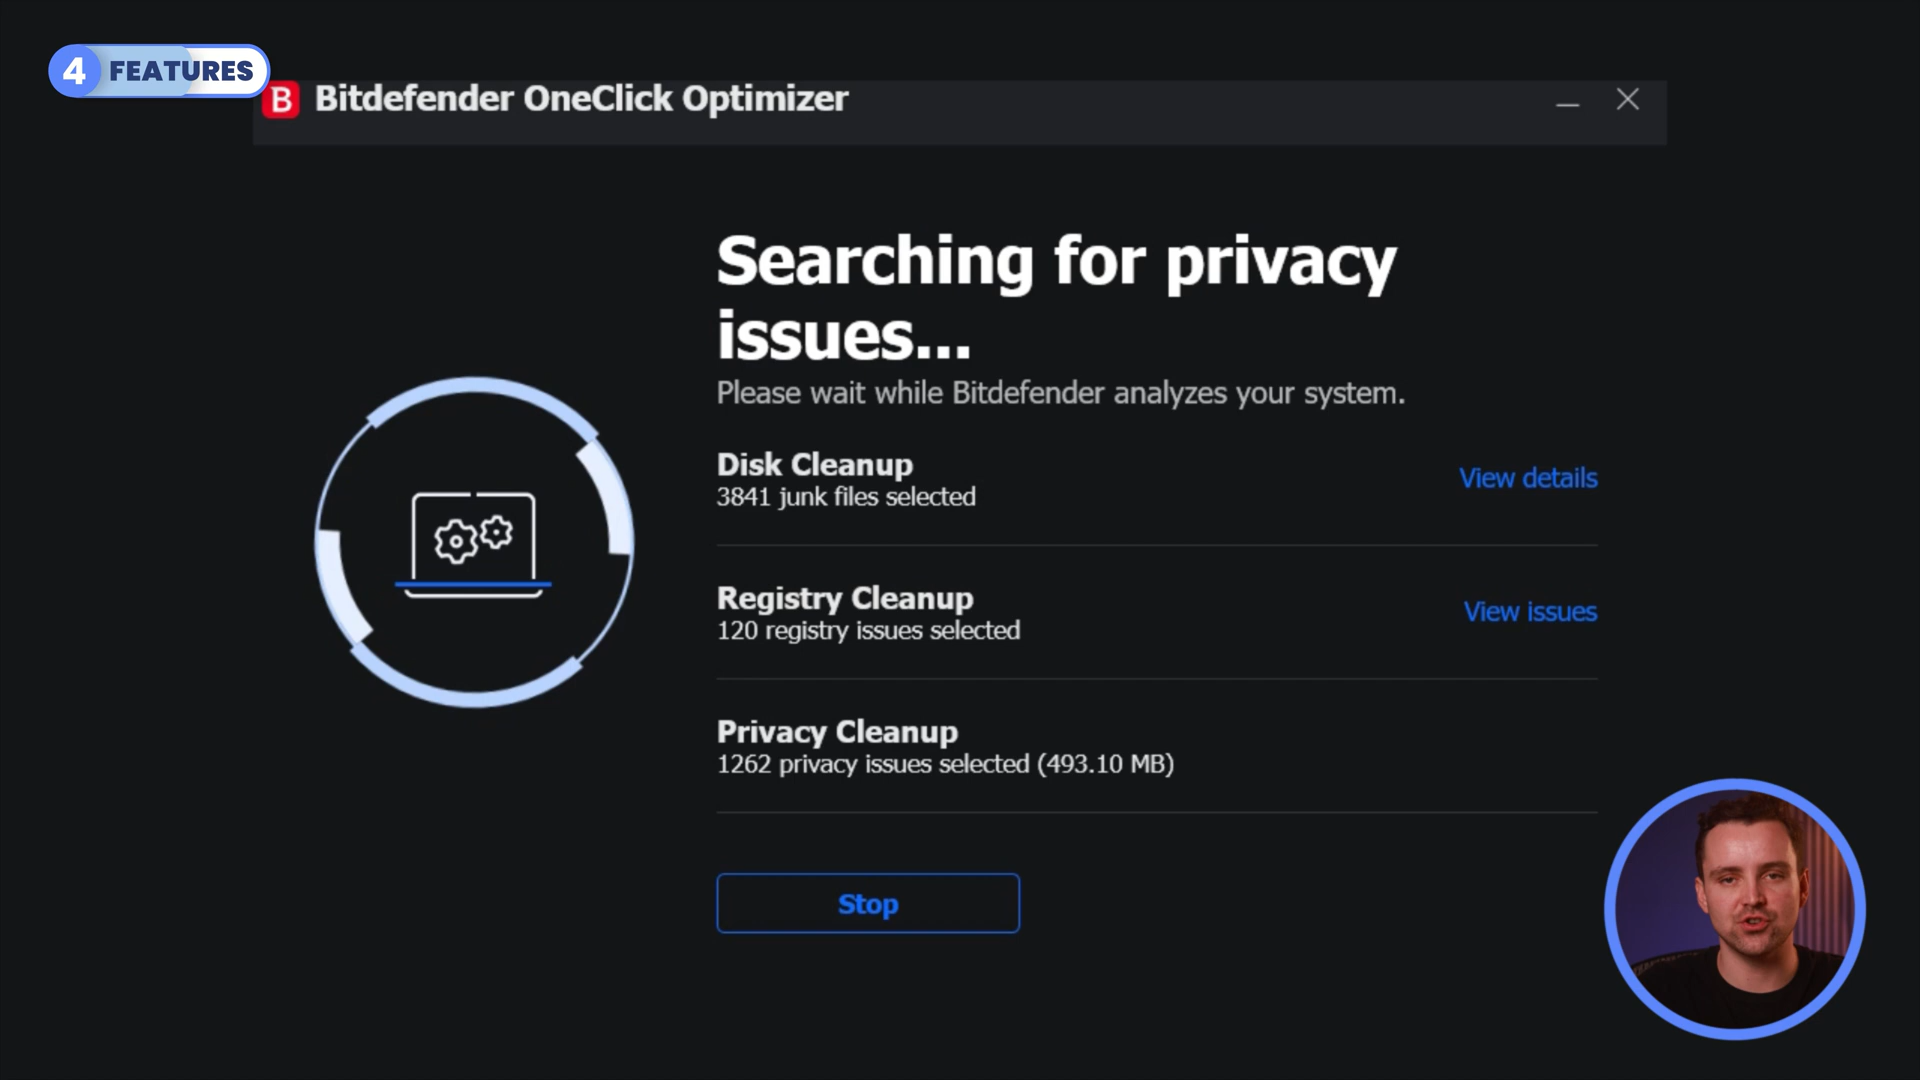 4 FEATURES
B Bitdefender OneClick Optimizer
Searching for privacy
issues...
Please wait while Bitdefender analyzes your system.
Disk Cleanup
3841 junk files selected
View details
Registry Cleanup
120 registry issues selected
View issues
Privacy Cleanup
1262 privacy issues selected (493.10 MB)
Stop